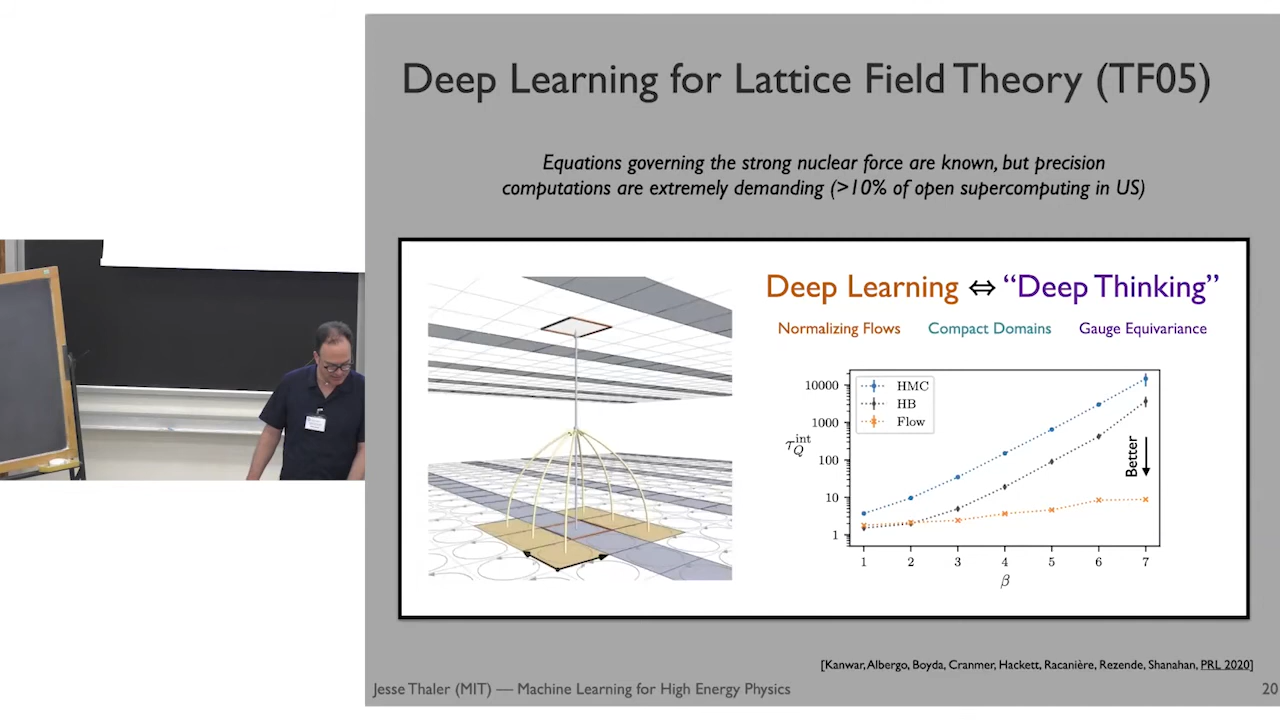 Deep Learning for Lattice Field Theory (TF05)
Equations governing the strong nuclear force are known, but precision
computations are extremely demanding (>10% of open supercomputing in US)
Deep Learning ⇔ “Deep Thinking”
Normalizing Flows Compact Domains Gauge Equivariance
HMC
HB
Flow
10000
1000
100
10
1
τ_Q^int
Better
1 2 3 4 5 6 7
β
[Kanwar, Albergo, Boyda, Cranmer, Hackett, Racanière, Rezende, Shanahan, PRL 2020]
Jesse Thaler (MIT) — Machine Learning for High Energy Physics
20